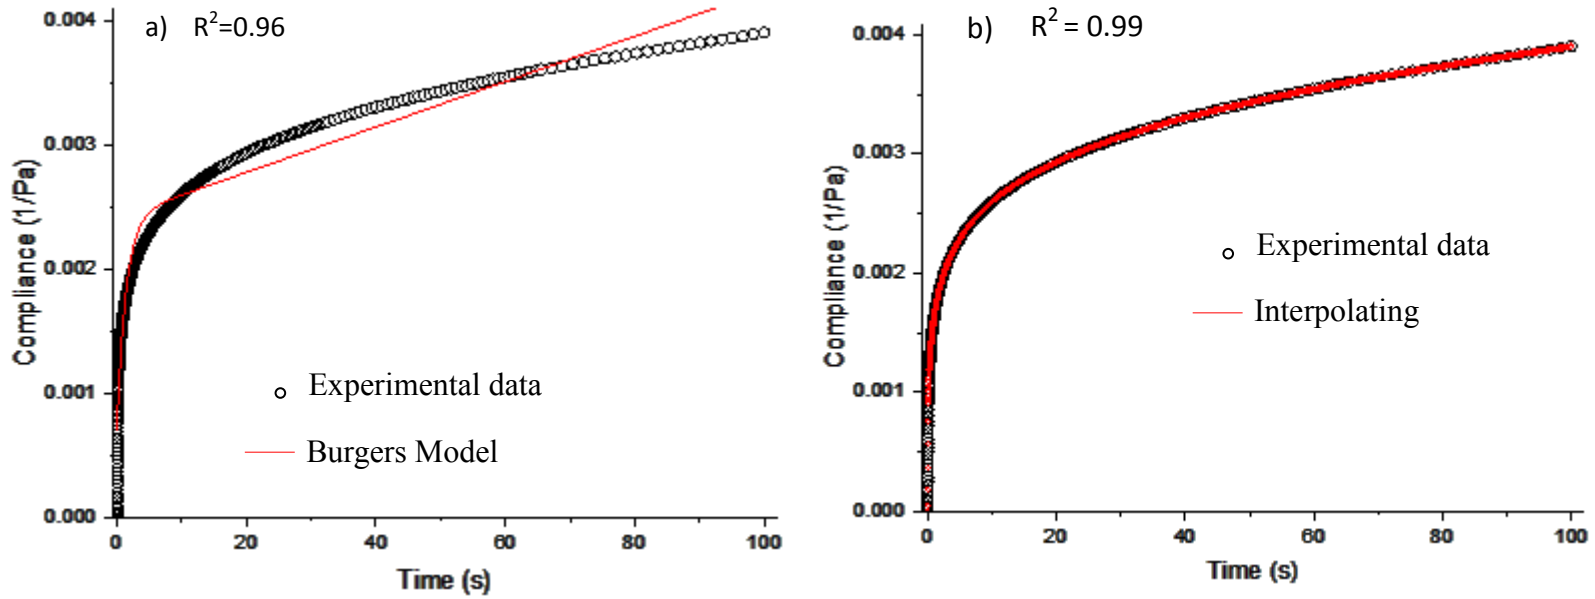 a) R²=0.96
0.004
0.003
0.002
0.001
0.000
Compliance (1/Pa)
Experimental data
Burgers Model
0 20 40 60 80 100
Time (s)
b) R² = 0.99
0.004
0.003
0.002
0.001
0.000
Compliance (1/Pa)
Experimental data
Interpolating
0 20 40 60 80 100
Time (s)